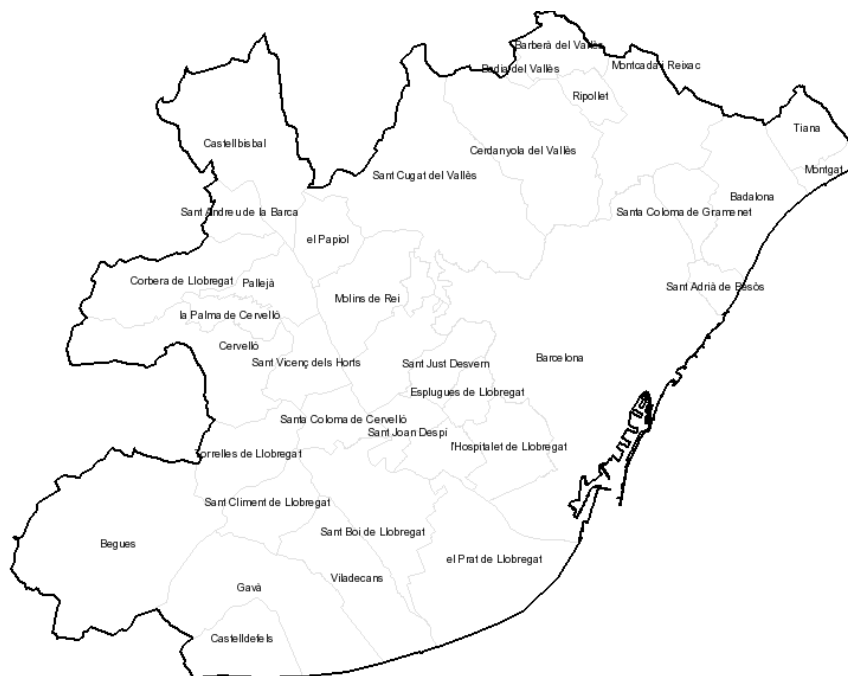 Barberà del Vallès
Badia del Vallès
Montcada i Reixac
Ripollet
Tiana
Castellbisbal
Cerdanyola del Vallès
Montgat
Sant Cugat del Vallès
Badalona
Sant Andreu de la Barca
Santa Coloma de Gramenet
el Papiol
Corbera de Llobregat
Pallejà
Sant Adrià de Besòs
Molins de Rei
la Palma de Cervelló
Cervelló
Sant Vicenç dels Horts
Sant Just Desvern
Barcelona
Esplugues de Llobregat
Santa Coloma de Cervelló
Sant Joan Despí
l'Hospitalet de Llobregat
Torrelles de Llobregat
Sant Climent de Llobregat
Sant Boi de Llobregat
Begues
el Prat de Llobregat
Viladecans
Gavà
Castelldefels